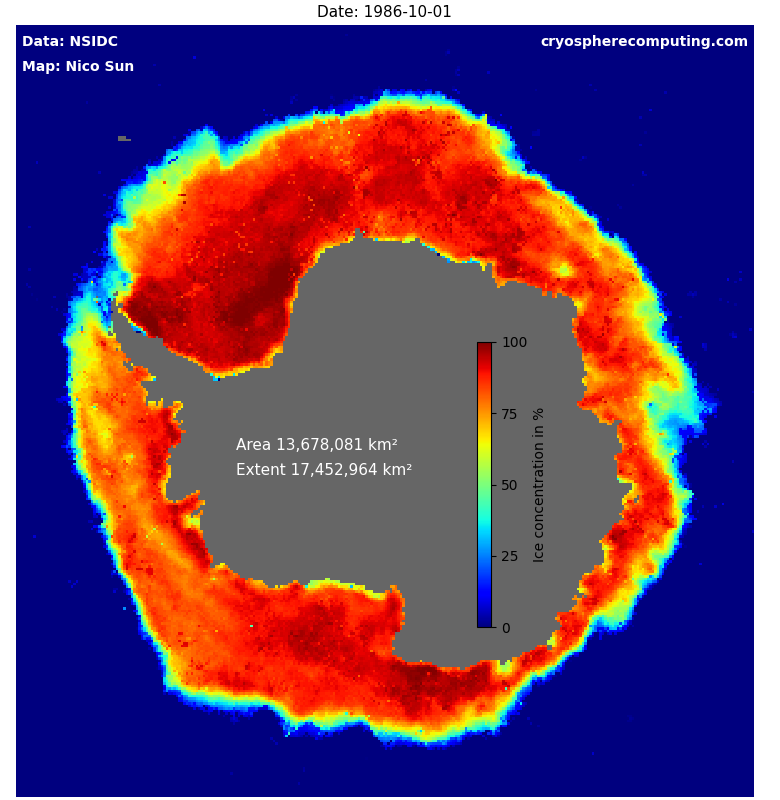 Date: 1986-10-01
Data: NSIDC
cryospherecomputing.com
Map: Nico Sun
100
75
50
25
0
Ice concentration in %
Area 13,678,081 km²
Extent 17,452,964 km²